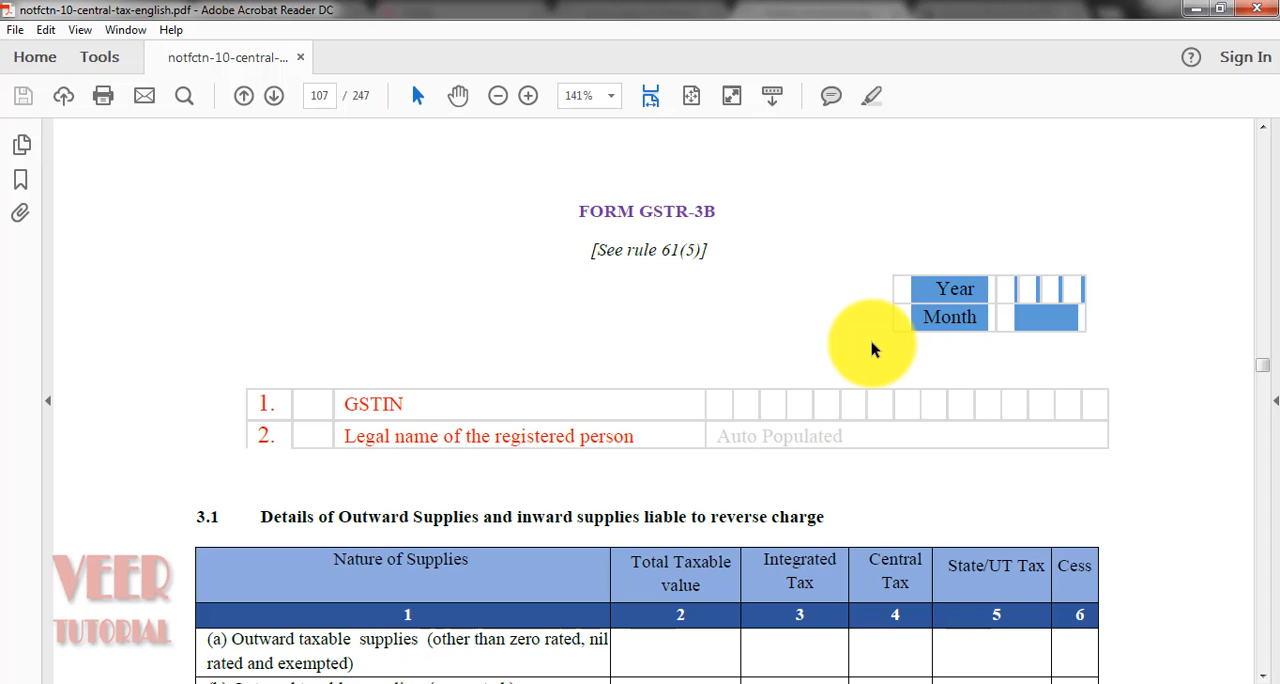 notfctn-10-central-tax-english.pdf - Adobe Acrobat Reader DC
File Edit View Window Help
Home Tools notfctn-10-central-... × ? Sign In
107 / 247 141%
FORM GSTR-3B
[See rule 61(5)]
Year
Month
1. GSTIN
2. Legal name of the registered person Auto Populated
3.1 Details of Outward Supplies and inward supplies liable to reverse charge
Nature of Supplies Total Taxable value Integrated Tax Central Tax State/UT Tax Cess
1 2 3 4 5 6
(a) Outward taxable supplies (other than zero rated, nil
rated and exempted)
VEER
TUTORIAL